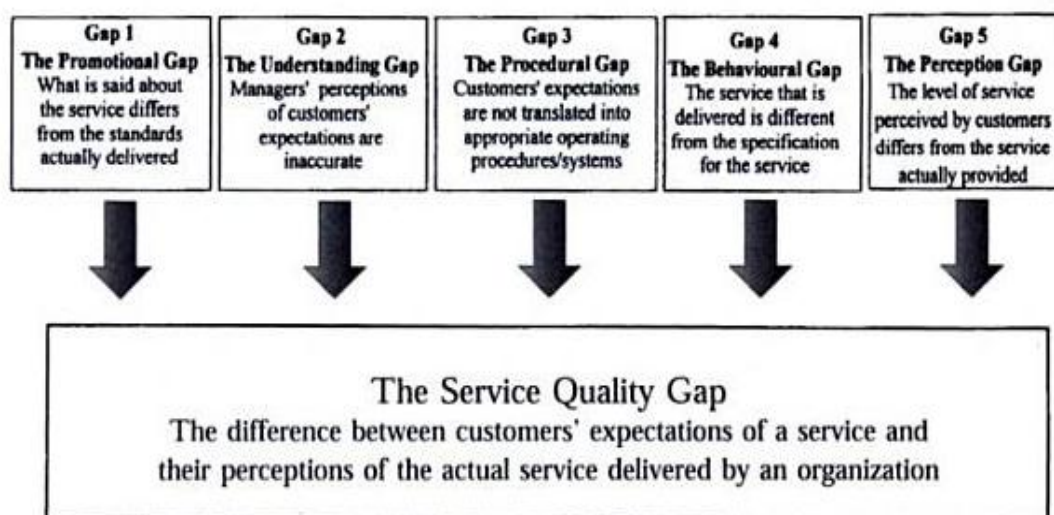 Gap 1
The Promotional Gap
What is said about
the service differs
from the standards
actually delivered
Gap 2
The Understanding Gap
Managers' perceptions
of customers'
expectations are
inaccurate
Gap 3
The Procedural Gap
Customers' expectations
are not translated into
appropriate operating
procedures/systems
Gap 4
The Behavioural Gap
The service that is
delivered is different
from the specification
for the service
Gap 5
The Perception Gap
The level of service
perceived by customers
differs from the service
actually provided
The Service Quality Gap
The difference between customers' expectations of a service and
their perceptions of the actual service delivered by an organization